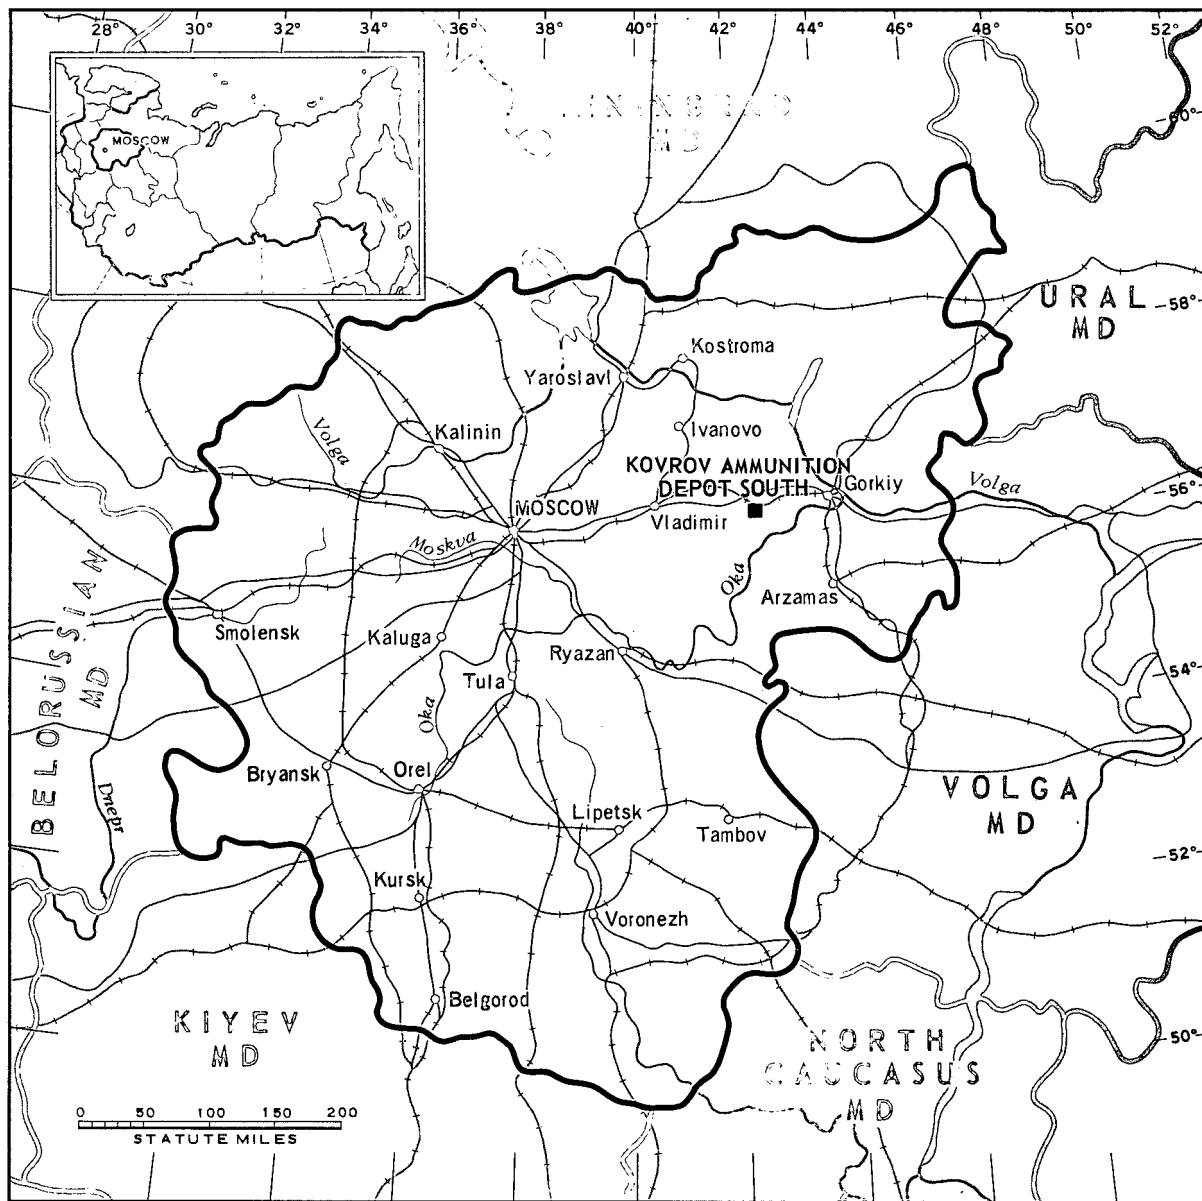 28° 30° 32° 34° 36° 38° 40° 42° 44° 46° 48° 50° 52°
MOSCOW
MD
60°
URAL
MD
58°
Kostroma
Yaroslavl
Volga
Kalinin
Ivanovo
KOVROV AMMUNITION
DEPOT SOUTH
Gorkiy
Volga
56°
MOSCOW
Vladimir
Moskva
Oka
Arzamas
BELORUSSIAN
MD
Smolensk
Kaluga
Ryazan
54°
Tula
Oka
Bryansk
Orel
VOLGA
MD
Dnepr
Lipetsk
Tambov
52°
Kursk
Voronezh
Belgorod
KIYEV
MD
NORTH
CAUCASUS
MD
50°
0 50 100 150 200
STATUTE MILES